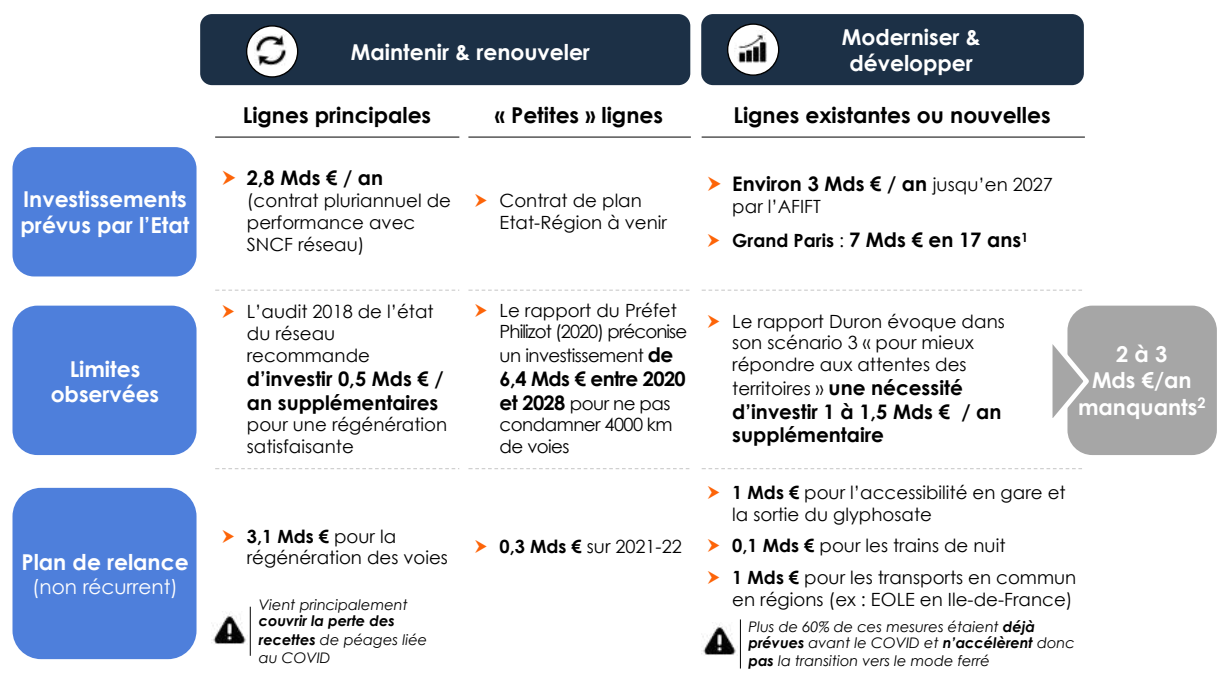 Maintenir & renouveler
Moderniser &
développer
Lignes principales
« Petites » lignes
Lignes existantes ou nouvelles
Investissements
prévus par l'Etat
2,8 Mds € / an
(contrat pluriannuel de
performance avec
SNCF réseau)
Contrat de plan
Etat-Région à venir
Environ 3 Mds € / an jusqu'en 2027
par l'AFIFT
Grand Paris : 7 Mds € en 17 ans¹
Limites
observées
L'audit 2018 de l'état
du réseau
recommande
d'investir 0,5 Mds € /
an supplémentaires
pour une régénération
satisfaisante
Le rapport du Préfet
Philizot (2020) préconise
un investissement de
6,4 Mds € entre 2020
et 2028 pour ne pas
condamner 4000 km
de voies
Le rapport Duron évoque dans
son scénario 3 « pour mieux
répondre aux attentes des
territoires » une nécessité
d'investir 1 à 1,5 Mds € / an
supplémentaire
2 à 3
Mds €/an
manquants²
Plan de relance
(non récurrent)
3,1 Mds € pour la
régénération des voies
Vient principalement
couvrir la perte des
recettes de péages liée
au COVID
0,3 Mds € sur 2021-22
1 Mds € pour l'accessibilité en gare et
la sortie du glyphosate
0,1 Mds € pour les trains de nuit
1 Mds € pour les transports en commun
en régions (ex : EOLE en Ile-de-France)
Plus de 60% de ces mesures étaient déjà
prévues avant le COVID et n'accélèrent donc
pas la transition vers le mode ferré